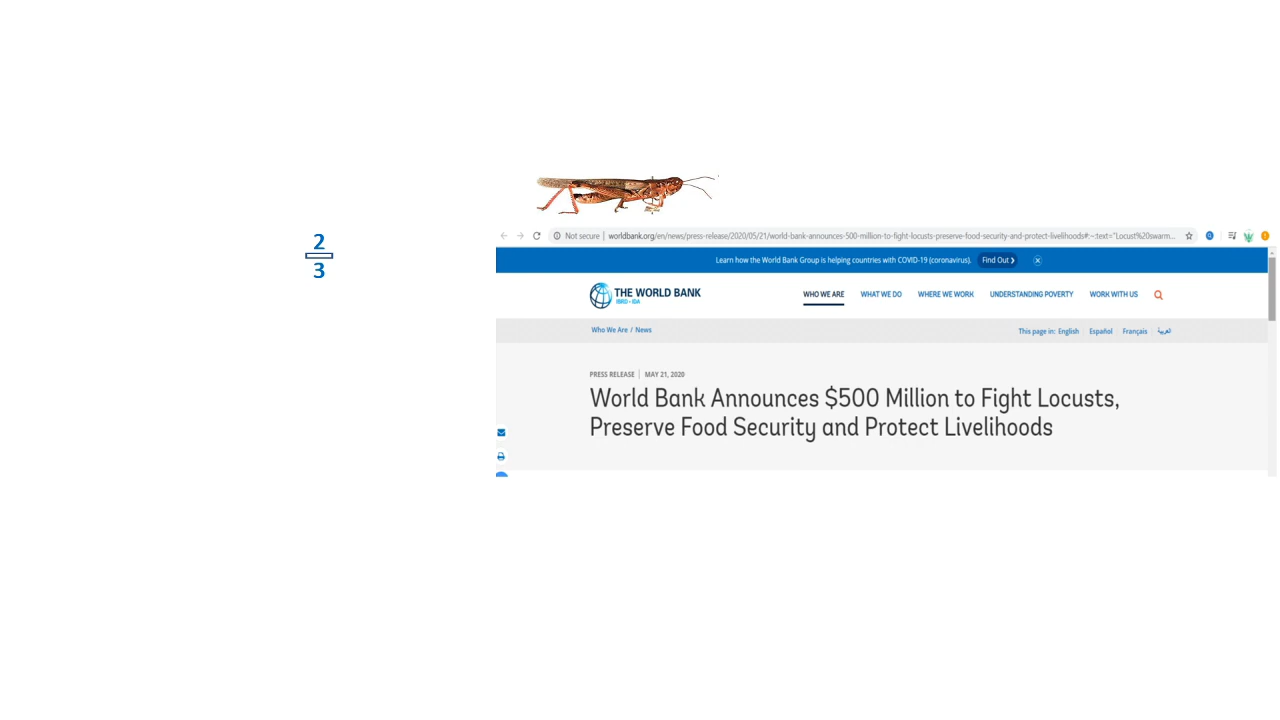 2
3
Not secure | worldbank.org/en/news/press-release/2020/05/21/world-bank-announces-500-million-to-fight-locusts-preserve-food-security-and-protect-livelihoods#:~:text="Locust%20swarm...
Learn how the World Bank Group is helping countries with COVID-19 (coronavirus). Find Out ❯
THE WORLD BANK
IBRD • IDA
WHO WE ARE WHAT WE DO WHERE WE WORK UNDERSTANDING POVERTY WORK WITH US
Who We Are / News
This page in: English Español Français العربية
PRESS RELEASE | MAY 21, 2020
World Bank Announces $500 Million to Fight Locusts,
Preserve Food Security and Protect Livelihoods